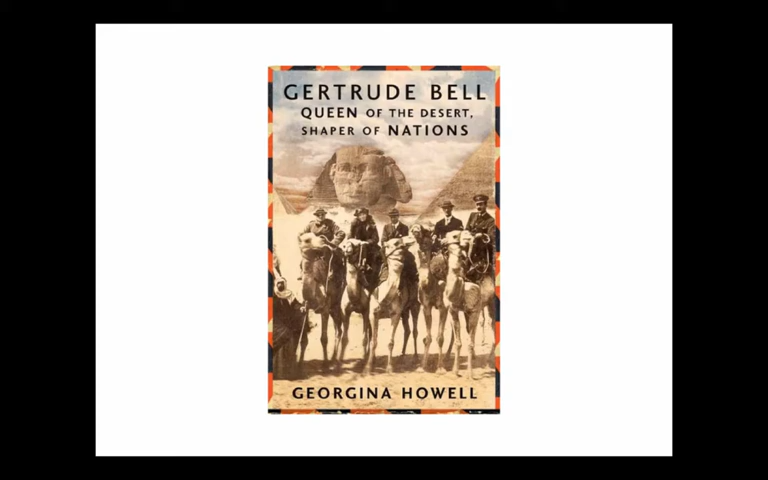 GERTRUDE BELL
QUEEN OF THE DESERT,
SHAPER OF NATIONS
GEORGINA HOWELL